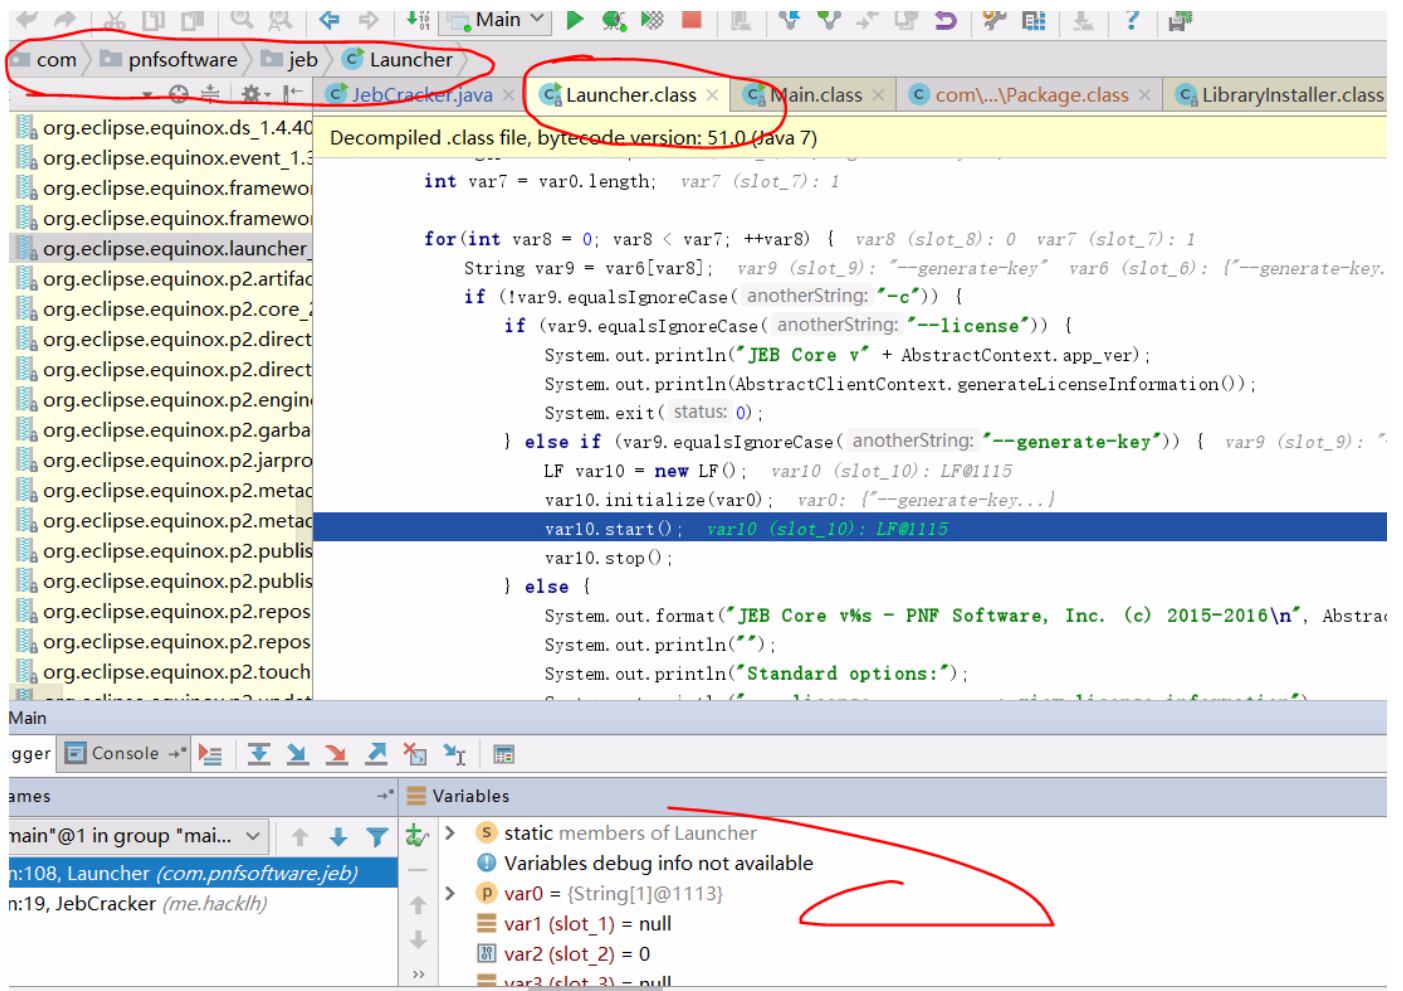 Main
com pnfsoftware jeb Launcher
JebCracker.java Launcher.class Main.class com\...\Package.class LibraryInstaller.class
Decompiled .class file, bytecode version: 51.0 (Java 7)
org.eclipse.equinox.ds_1.4.40
org.eclipse.equinox.event_1.3
org.eclipse.equinox.framewor
org.eclipse.equinox.framewor
org.eclipse.equinox.launcher_
org.eclipse.equinox.p2.artifac
org.eclipse.equinox.p2.core_2
org.eclipse.equinox.p2.direct
org.eclipse.equinox.p2.direct
org.eclipse.equinox.p2.engin
org.eclipse.equinox.p2.garba
org.eclipse.equinox.p2.jarpro
org.eclipse.equinox.p2.metac
org.eclipse.equinox.p2.metac
org.eclipse.equinox.p2.publis
org.eclipse.equinox.p2.publis
org.eclipse.equinox.p2.repos
org.eclipse.equinox.p2.repos
org.eclipse.equinox.p2.touch
int var7 = var0.length; var7 (slot_7): 1
for(int var8 = 0; var8 < var7; ++var8) { var8 (slot_8): 0 var7 (slot_7): 1
String var9 = var6[var8]; var9 (slot_9): "--generate-key" var6 (slot_6): {"--generate-key.
if (!var9.equalsIgnoreCase( anotherString: "-c")) {
if (var9.equalsIgnoreCase( anotherString: "--license")) {
System.out.println("JEB Core v" + AbstractContext.app_ver);
System.out.println(AbstractClientContext.generateLicenseInformation());
System.exit( status: 0);
} else if (var9.equalsIgnoreCase( anotherString: "--generate-key")) { var9 (slot_9): "-
LF var10 = new LF(); var10 (slot_10): LF@1115
var10.initialize(var0); var0: {"--generate-key...}
var10.start(); var10 (slot_10): LF@1115
var10.stop();
} else {
System.out.format("JEB Core v%s - PNF Software, Inc. (c) 2015-2016\n", Abstrac
System.out.println("");
System.out.println("Standard options:");
Main
gger Console
ames
Variables
main"@1 in group "mai...
n:108, Launcher (com.pnfsoftware.jeb)
n:19, JebCracker (me.hacklh)
static members of Launcher
Variables debug info not available
var0 = {String[1]@1113}
var1 (slot_1) = null
var2 (slot_2) = 0
var3 (slot_3) = null